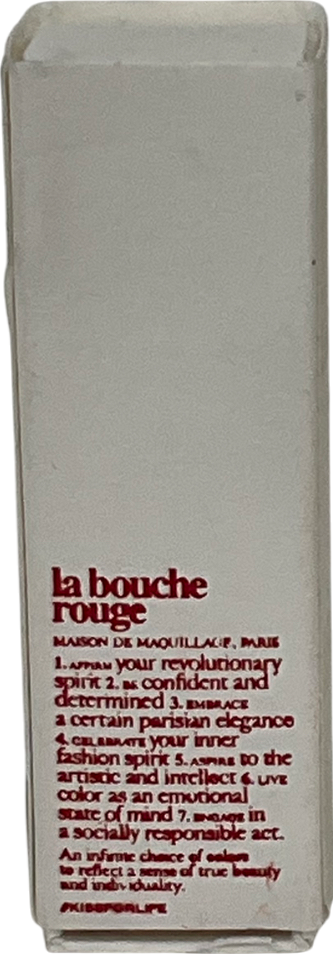 la bouche
rouge
MAISON DE MAQUILLAGE, PARIS
1. AFFIRM your revolutionary
spirit 2. BE confident and
determined 3. EMBRACE
a certain parisian elegance
4. CELEBRATE your inner
fashion spirit 5. ASPIRE to the
artistic and intellect 6. LIVE
color as an emotional
state of mind 7. ENGAGE in
a socially responsible act.
An infinite choice of colors
to reflect a sense of true beauty
and individuality.
#KISSFORLIFE